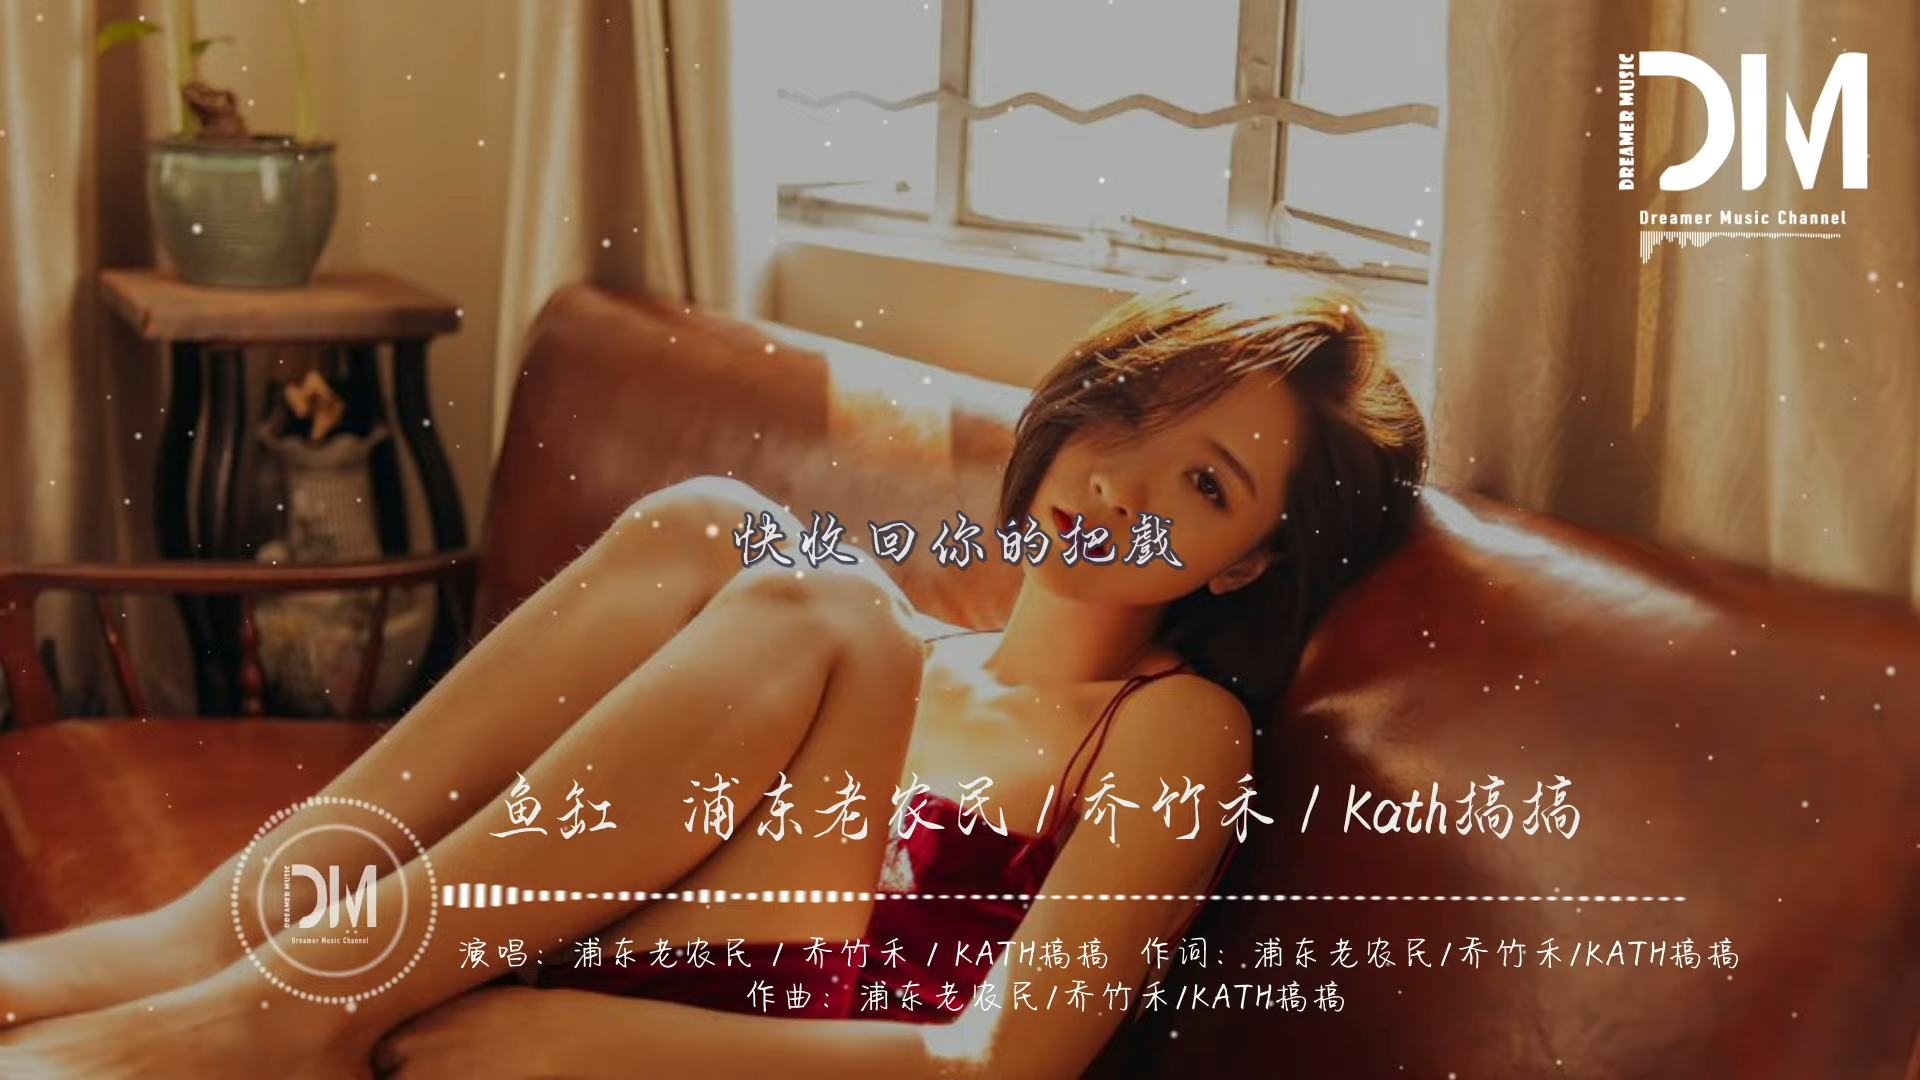 DREAMER MUSIC
DM
Dreamer Music Channel
快收回你的把戲
鱼缸 浦东老农民 / 乔竹禾 / Kath搞搞
DREAMER MUSIC
DM
Dreamer Music Channel
演唱: 浦东老农民 / 乔竹禾 / KATH搞搞 作词: 浦东老农民/乔竹禾/KATH搞搞
作曲: 浦东老农民/乔竹禾/KATH搞搞